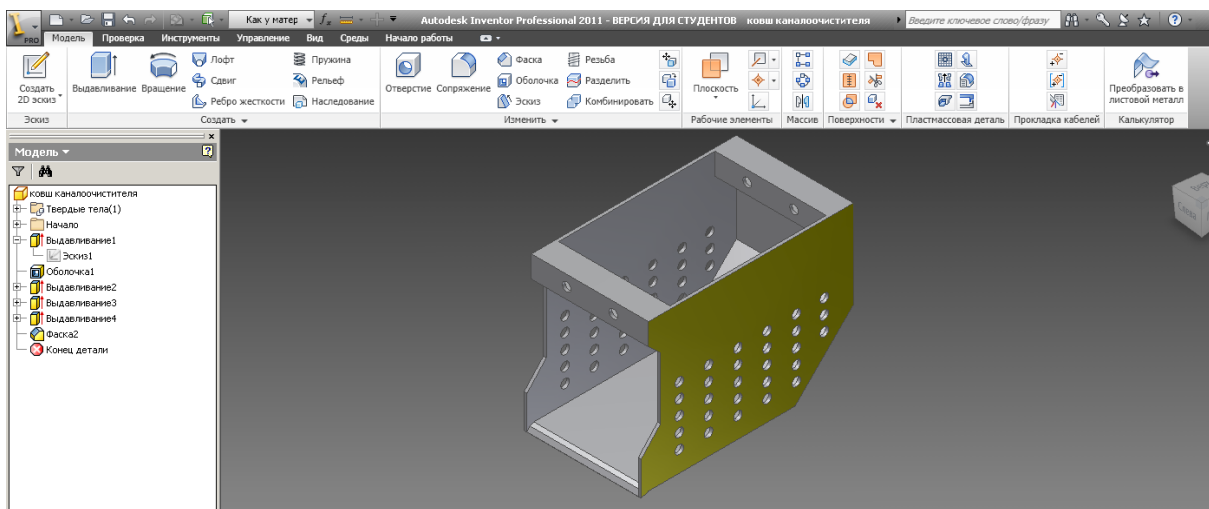 Как у матер
Autodesk Inventor Professional 2011 - ВЕРСИЯ ДЛЯ СТУДЕНТОВ ковш каналоочистителя
Введите ключевое слово/фразу
PRO Модель Проверка Инструменты Управление Вид Среды Начало работы
Создать 2D эскиз
Выдавливание Вращение
Лофт
Сдвиг
Ребро жесткости
Пружина
Рельеф
Наследование
Отверстие Сопряжение
Фаска
Оболочка
Эскиз
Резьба
Разделить
Комбинировать
Плоскость
Преобразовать в
листовой металл
Эскиз Создать Изменить Рабочие элементы Массив Поверхности Пластмассовая деталь Прокладка кабелей Калькулятор
Модель
ковш каналоочистителя
Твердые тела(1)
Начало
Выдавливание1
Эскиз1
Оболочка1
Выдавливание2
Выдавливание3
Выдавливание4
Фаска2
Конец детали